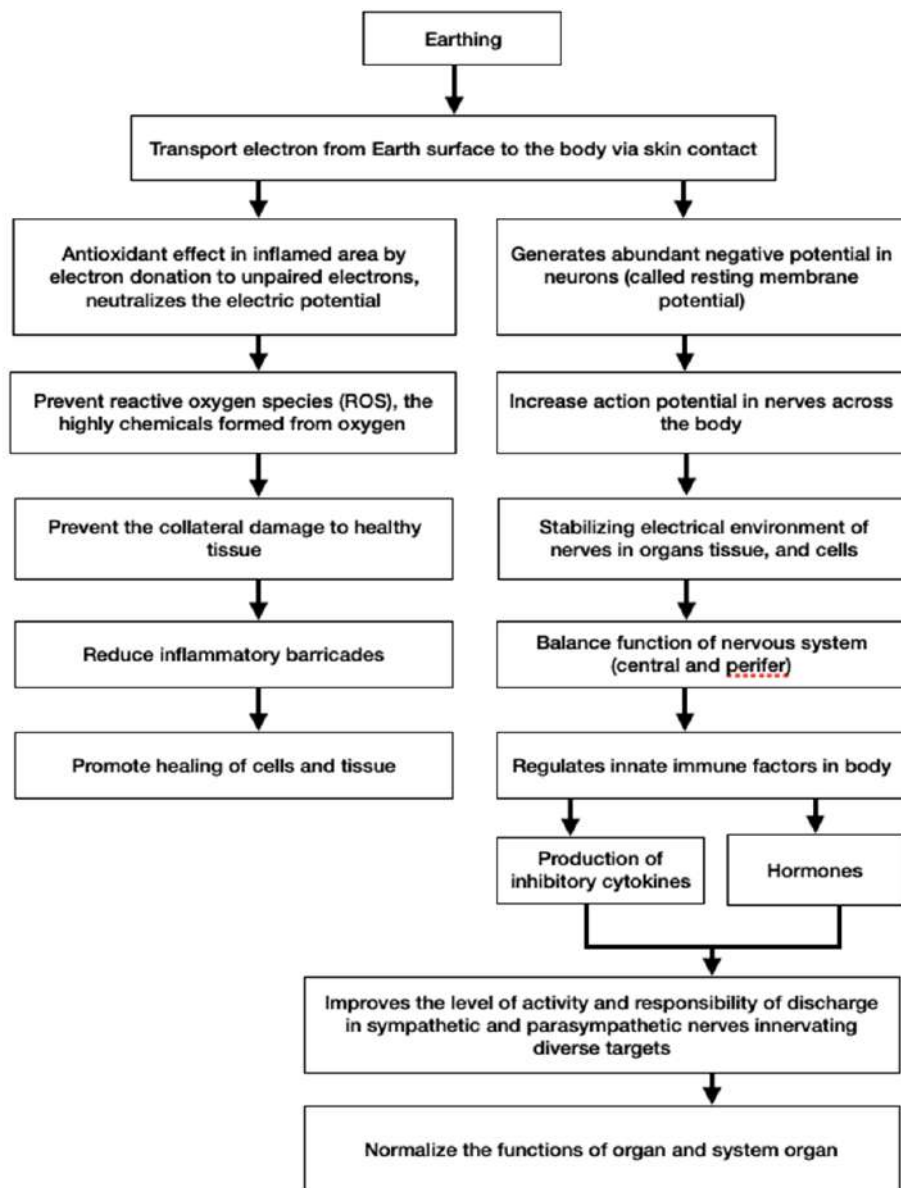 Earthing
Transport electron from Earth surface to the body via skin contact
Antioxidant effect in inflamed area by
electron donation to unpaired electrons,
neutralizes the electric potential
Prevent reactive oxygen species (ROS), the
highly chemicals formed from oxygen
Prevent the collateral damage to healthy
tissue
Reduce inflammatory barricades
Promote healing of cells and tissue
Generates abundant negative potential in
neurons (called resting membrane
potential)
Increase action potential in nerves across
the body
Stabilizing electrical environment of
nerves in organs tissue, and cells
Balance function of nervous system
(central and perifer)
Regulates innate immune factors in body
Production of
inhibitory cytokines
Hormones
Improves the level of activity and responsibility of discharge
in sympathetic and parasympathetic nerves innervating
diverse targets
Normalize the functions of organ and system organ